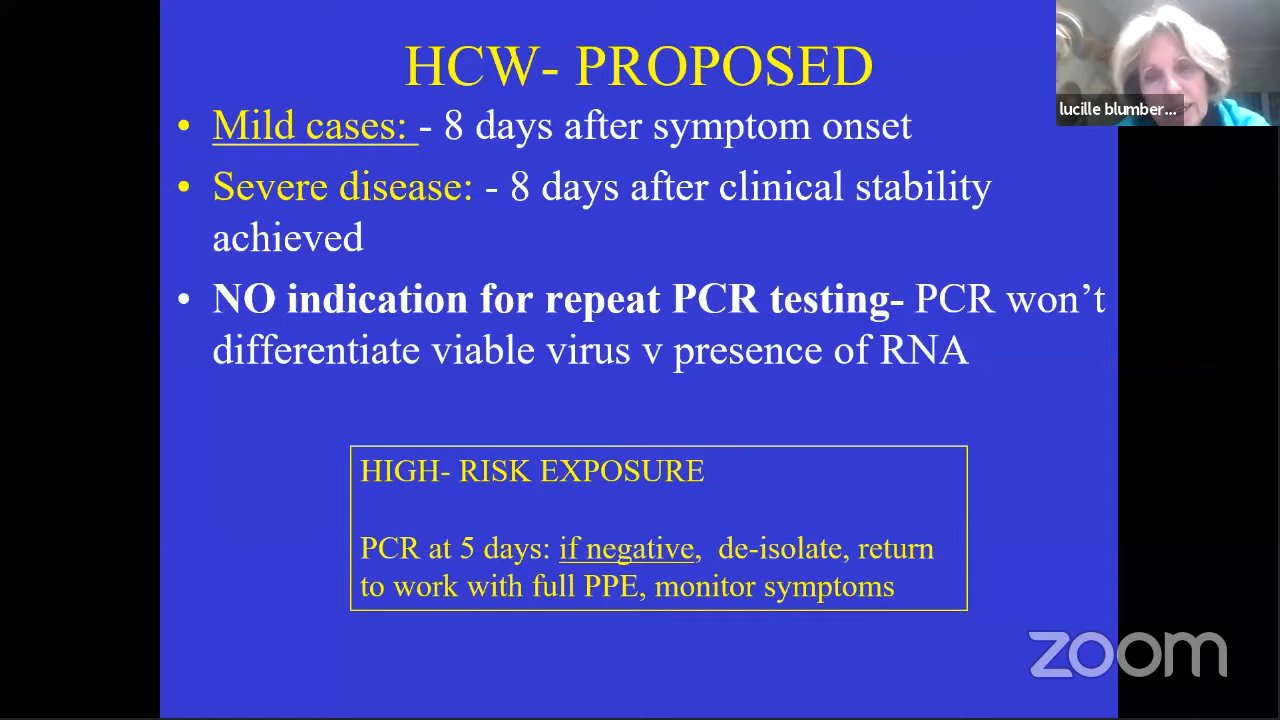 HCW- PROPOSED
lucille blumber...
• Mild cases: - 8 days after symptom onset
• Severe disease: - 8 days after clinical stability
achieved
• NO indication for repeat PCR testing- PCR won’t
differentiate viable virus v presence of RNA
HIGH- RISK EXPOSURE
PCR at 5 days: if negative, de-isolate, return
to work with full PPE, monitor symptoms
zoom